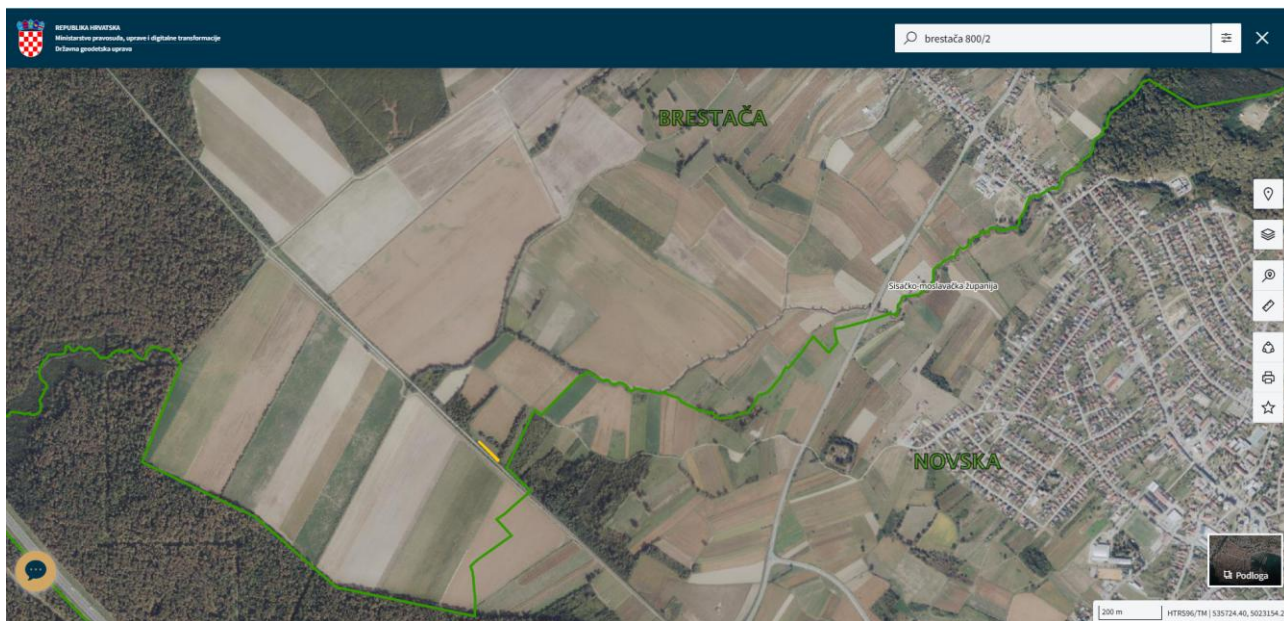 REPUBLIKA HRVATSKA
Ministarstvo pravosuđa, uprave i digitalne transformacije
Državna geodetska uprava
brestača 800/2
BRESTAČA
Sisačko-moslavačka županija
NOVSKA
Podloga
200 m
HTRS96/TM | 535724.40, 5023154.2